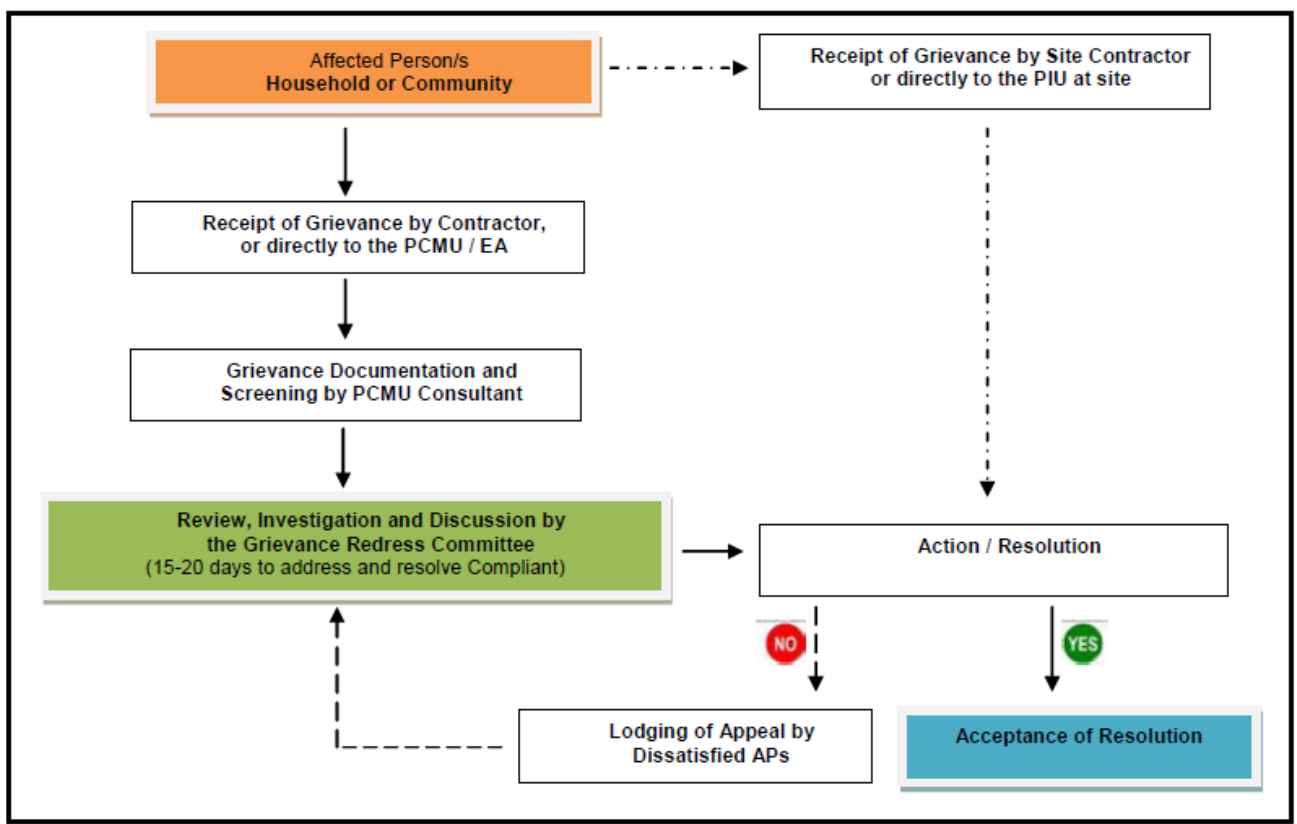 Affected Person/s
Household or Community
Receipt of Grievance by Site Contractor
or directly to the PIU at site
Receipt of Grievance by Contractor,
or directly to the PCMU / EA
Grievance Documentation and
Screening by PCMU Consultant
Review, Investigation and Discussion by
the Grievance Redress Committee
(15-20 days to address and resolve Compliant)
Action / Resolution
NO
YES
Lodging of Appeal by
Dissatisfied APs
Acceptance of Resolution